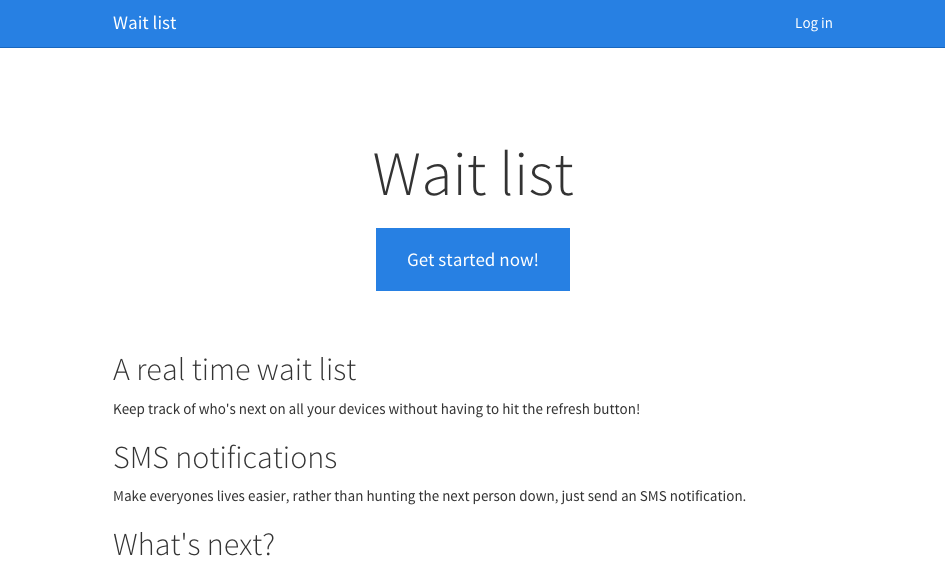 Wait list
Log in
Wait list
Get started now!
A real time wait list
Keep track of who's next on all your devices without having to hit the refresh button!
SMS notifications
Make everyones lives easier, rather than hunting the next person down, just send an SMS notification.
What's next?